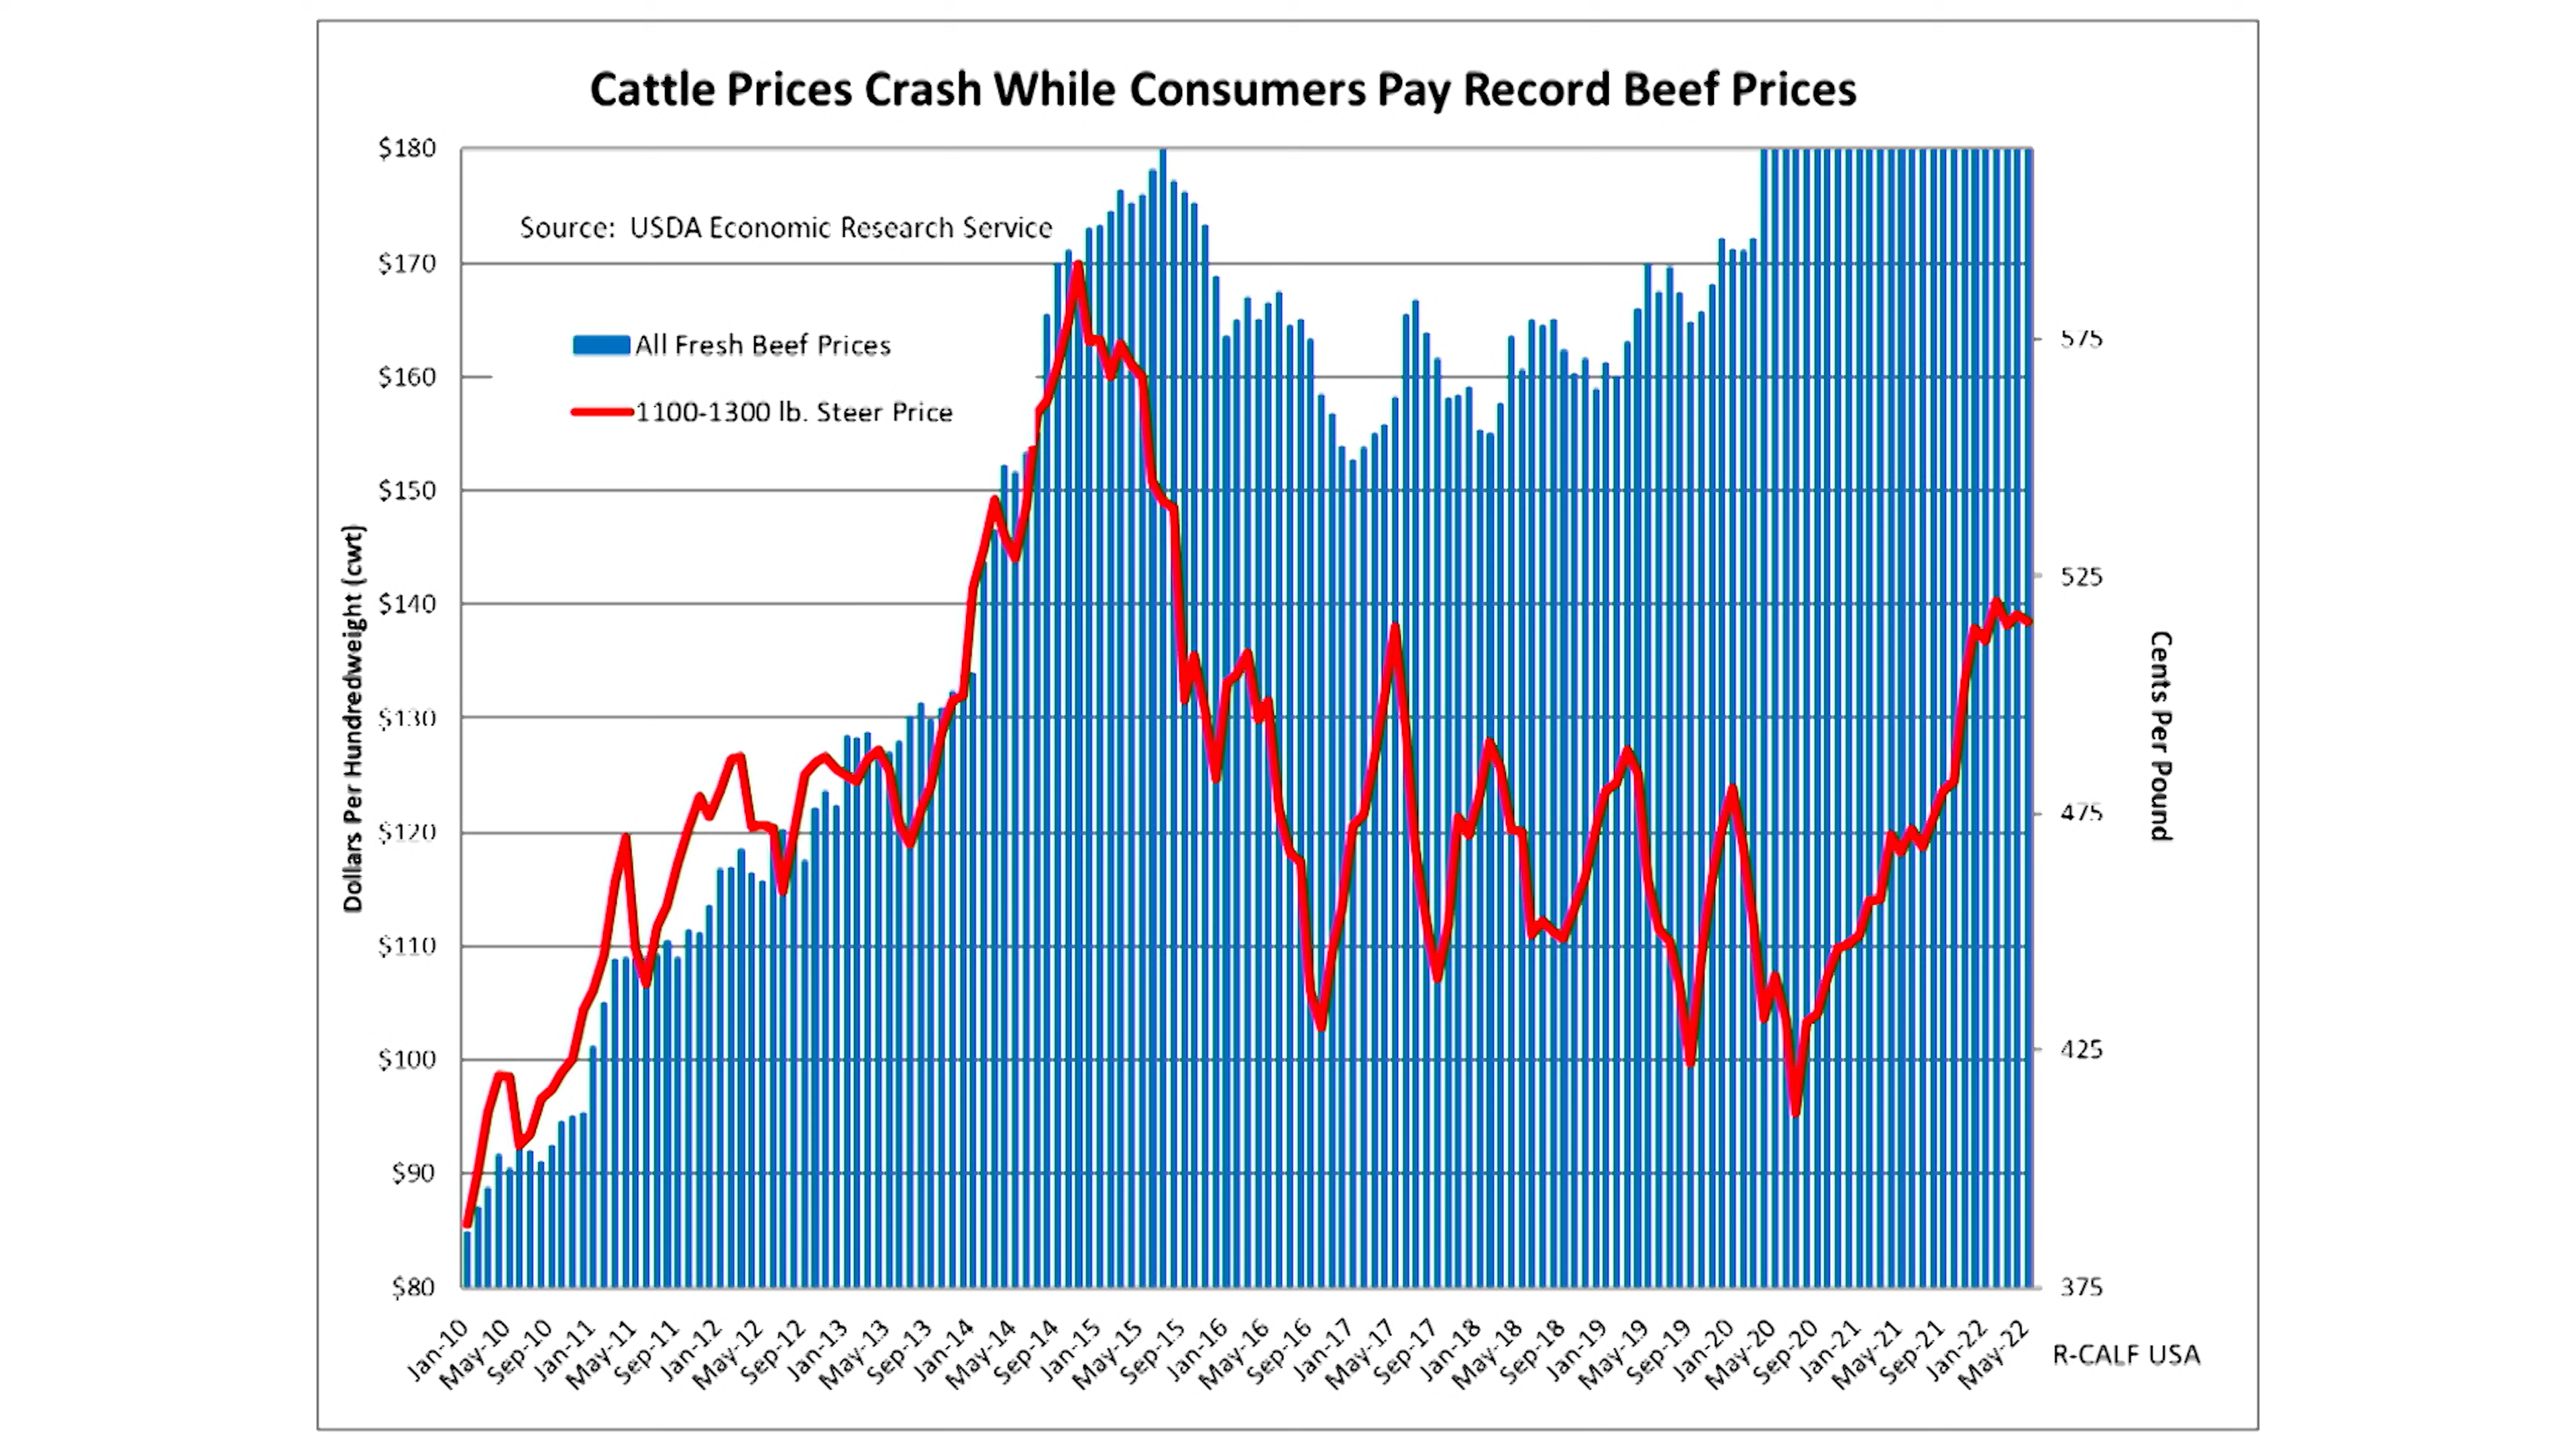 Cattle Prices Crash While Consumers Pay Record Beef Prices
$180
$170
$160
$150
$140
$130
$120
$110
$100
$90
$80
Dollars Per Hundredweight (cwt)
Source: USDA Economic Research Service
All Fresh Beef Prices
1100-1300 lb. Steer Price
575
525
475
425
375
Cents Per Pound
Jan-10
May-10
Sep-10
Jan-11
May-11
Sep-11
Jan-12
May-12
Sep-12
Jan-13
May-13
Sep-13
Jan-14
May-14
Sep-14
Jan-15
May-15
Sep-15
Jan-16
May-16
Sep-16
Jan-17
May-17
Sep-17
Jan-18
May-18
Sep-18
Jan-19
May-19
Sep-19
Jan-20
May-20
Sep-20
Jan-21
May-21
Sep-21
Jan-22
May-22
R-CALF USA